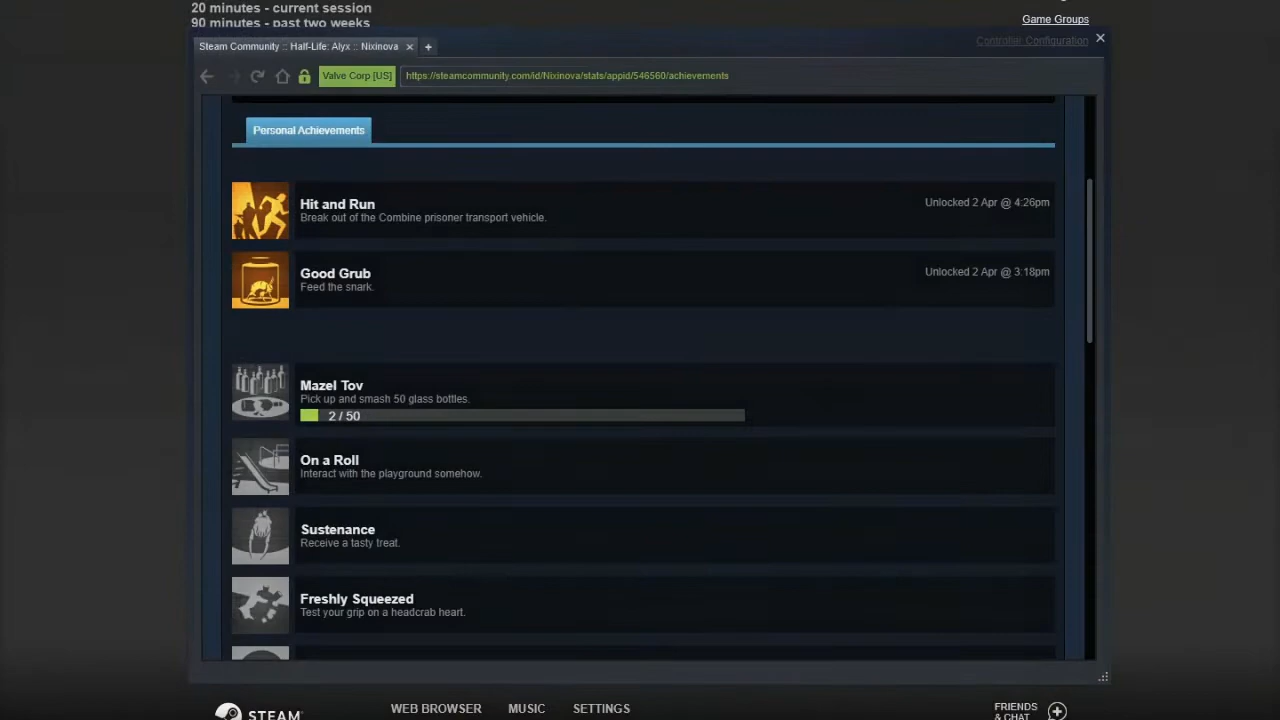 20 minutes - current session
90 minutes - past two weeks
Game Groups
Steam Community :: Half-Life: Alyx :: Nixinova
Controller Configuration
Valve Corp [US]
https://steamcommunity.com/id/Nixinova/stats/appid/546560/achievements
Personal Achievements
Hit and Run
Unlocked 2 Apr @ 4:26pm
Break out of the Combine prisoner transport vehicle.
Good Grub
Unlocked 2 Apr @ 3:18pm
Feed the snark.
Mazel Tov
Pick up and smash 50 glass bottles.
2 / 50
On a Roll
Interact with the playground somehow.
Sustenance
Receive a tasty treat.
Freshly Squeezed
Test your grip on a headcrab heart.
STEAM
WEB BROWSER
MUSIC
SETTINGS
FRIENDS
& CHAT